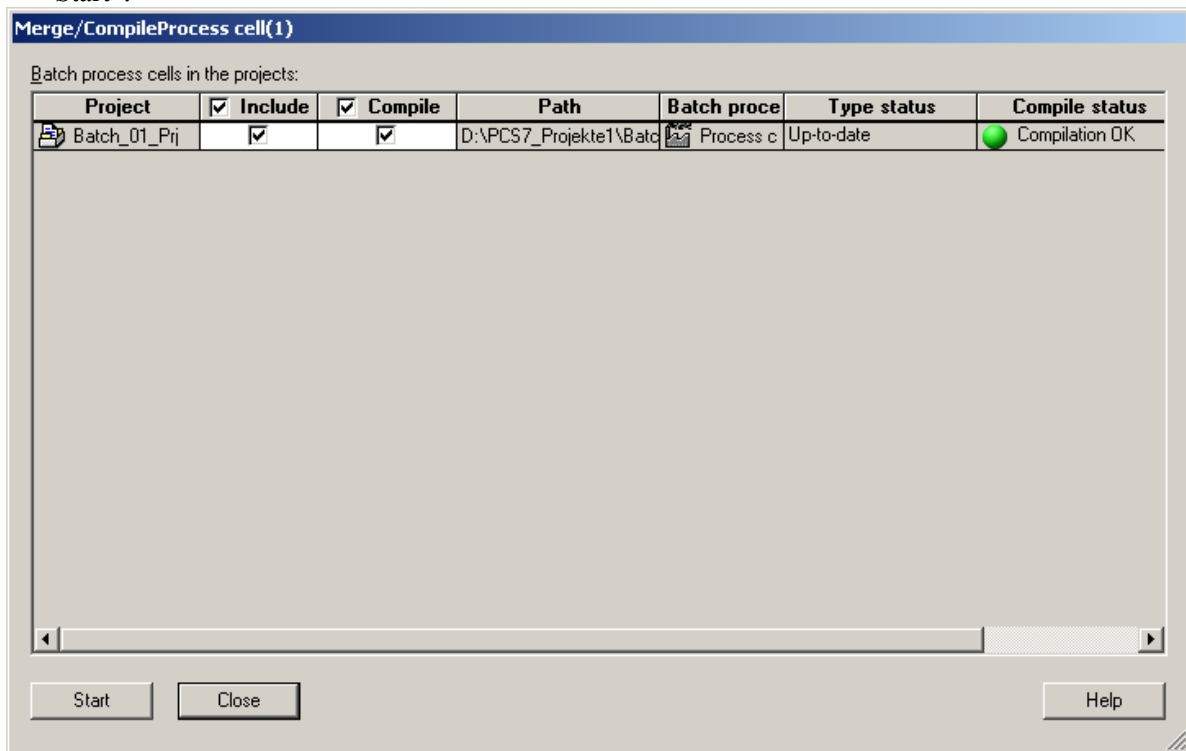 Merge/CompileProcess cell(1)
Batch process cells in the projects:
Project Include Compile Path Batch proce Type status Compile status
Batch_01_Prj D:\PCS7_Projekte1\Batc Process c Up-to-date Compilation OK
Start Close Help